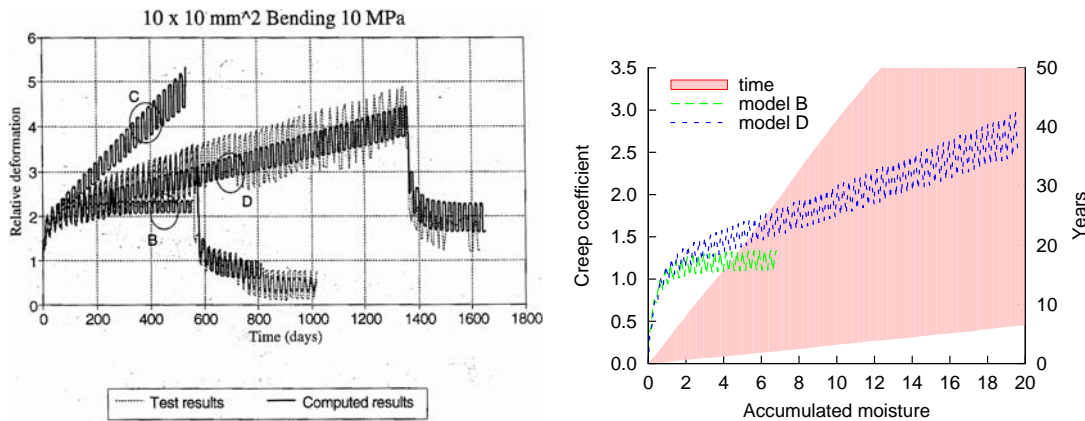 10 x 10 mm^2 Bending 10 MPa
6
5
4
3
2
1
0
Relative deformation
C
D
B
0 200 400 600 800 1000 1200 1400 1600 1800
Time (days)
Test results Computed results
3.5
3.0
2.5
2.0
1.5
1.0
0.5
0.0
Creep coefficient
time
model B
model D
50
40
30
20
10
0
Years
0 2 4 6 8 10 12 14 16 18 20
Accumulated moisture